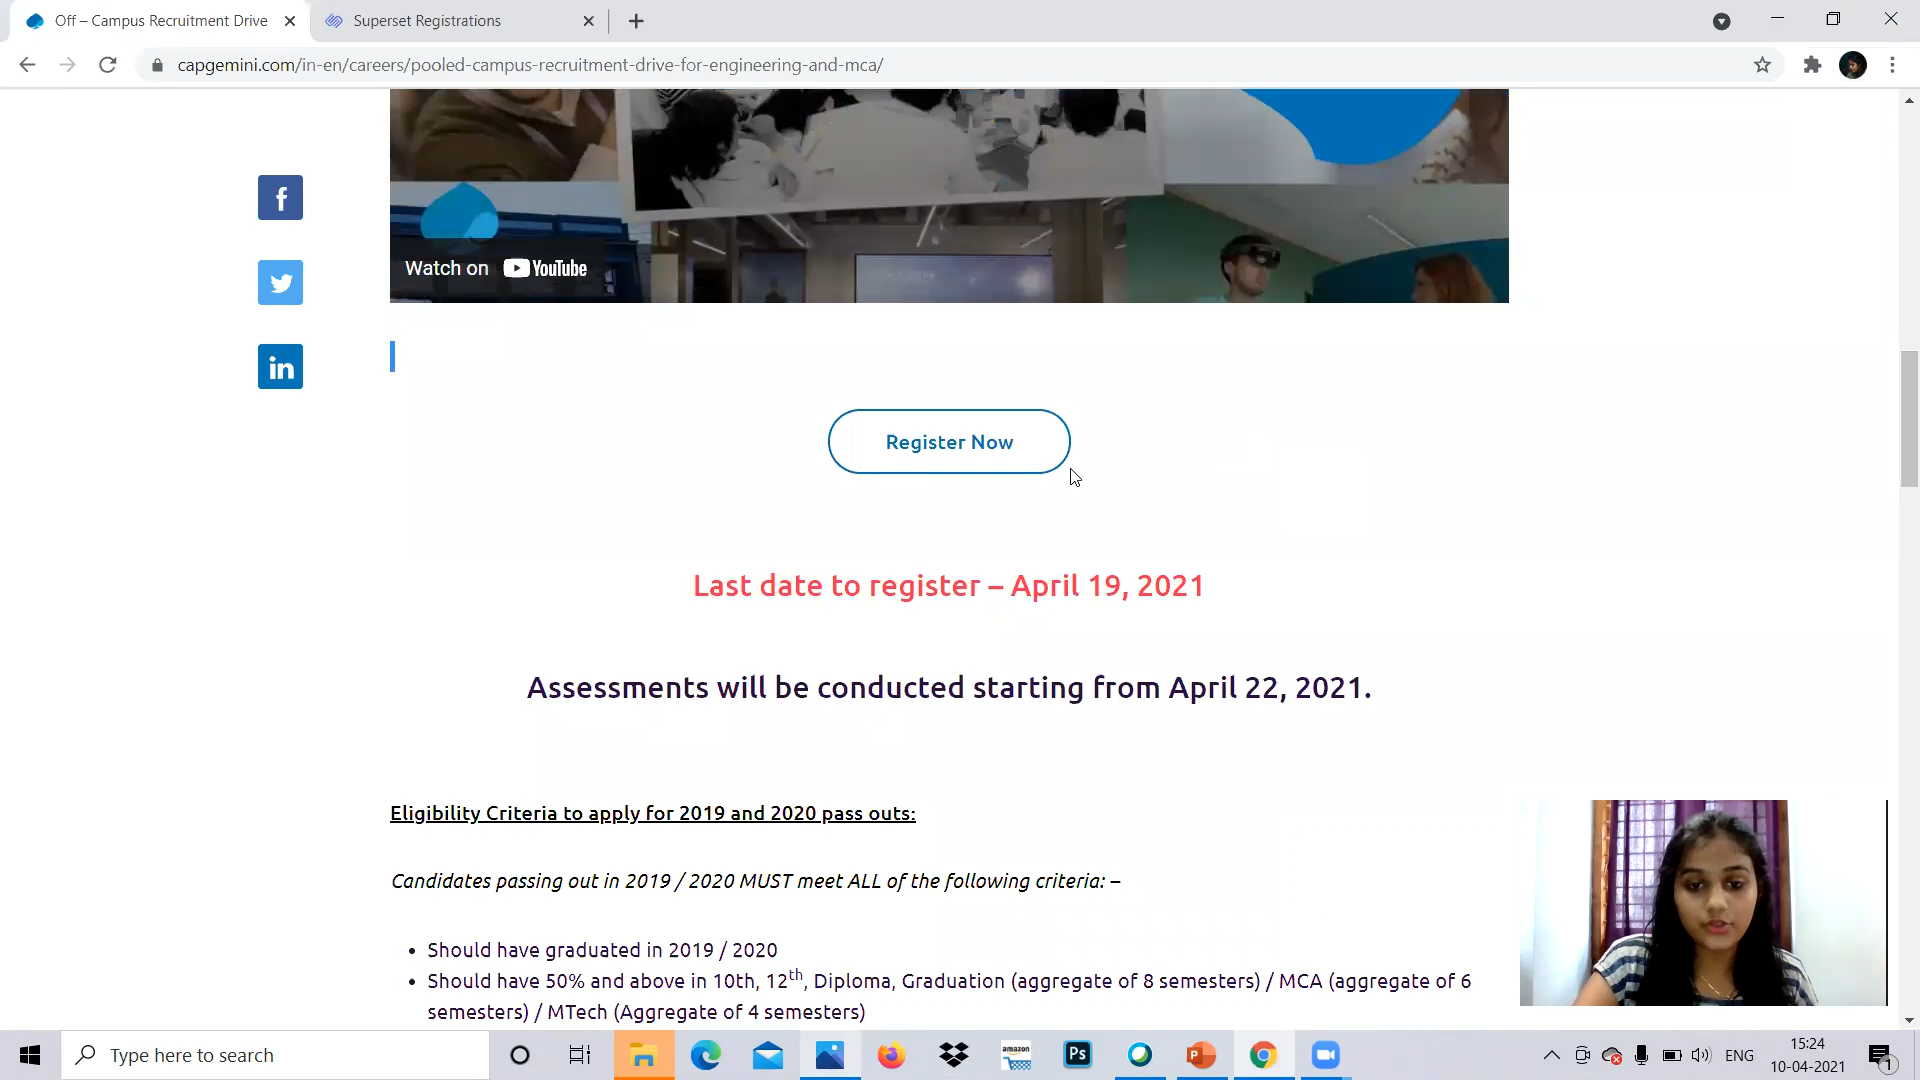 Off – Campus Recruitment Drive
Superset Registrations
capgemini.com/in-en/careers/pooled-campus-recruitment-drive-for-engineering-and-mca/
f
in
Watch on YouTube
Register Now
Last date to register – April 19, 2021
Assessments will be conducted starting from April 22, 2021.
Eligibility Criteria to apply for 2019 and 2020 pass outs:
Candidates passing out in 2019 / 2020 MUST meet ALL of the following criteria: –
• Should have graduated in 2019 / 2020
• Should have 50% and above in 10th, 12th, Diploma, Graduation (aggregate of 8 semesters) / MCA (aggregate of 6
semesters) / MTech (Aggregate of 4 semesters)
Type here to search
amazon
Ps
P
ENG
15:24
10-04-2021
1